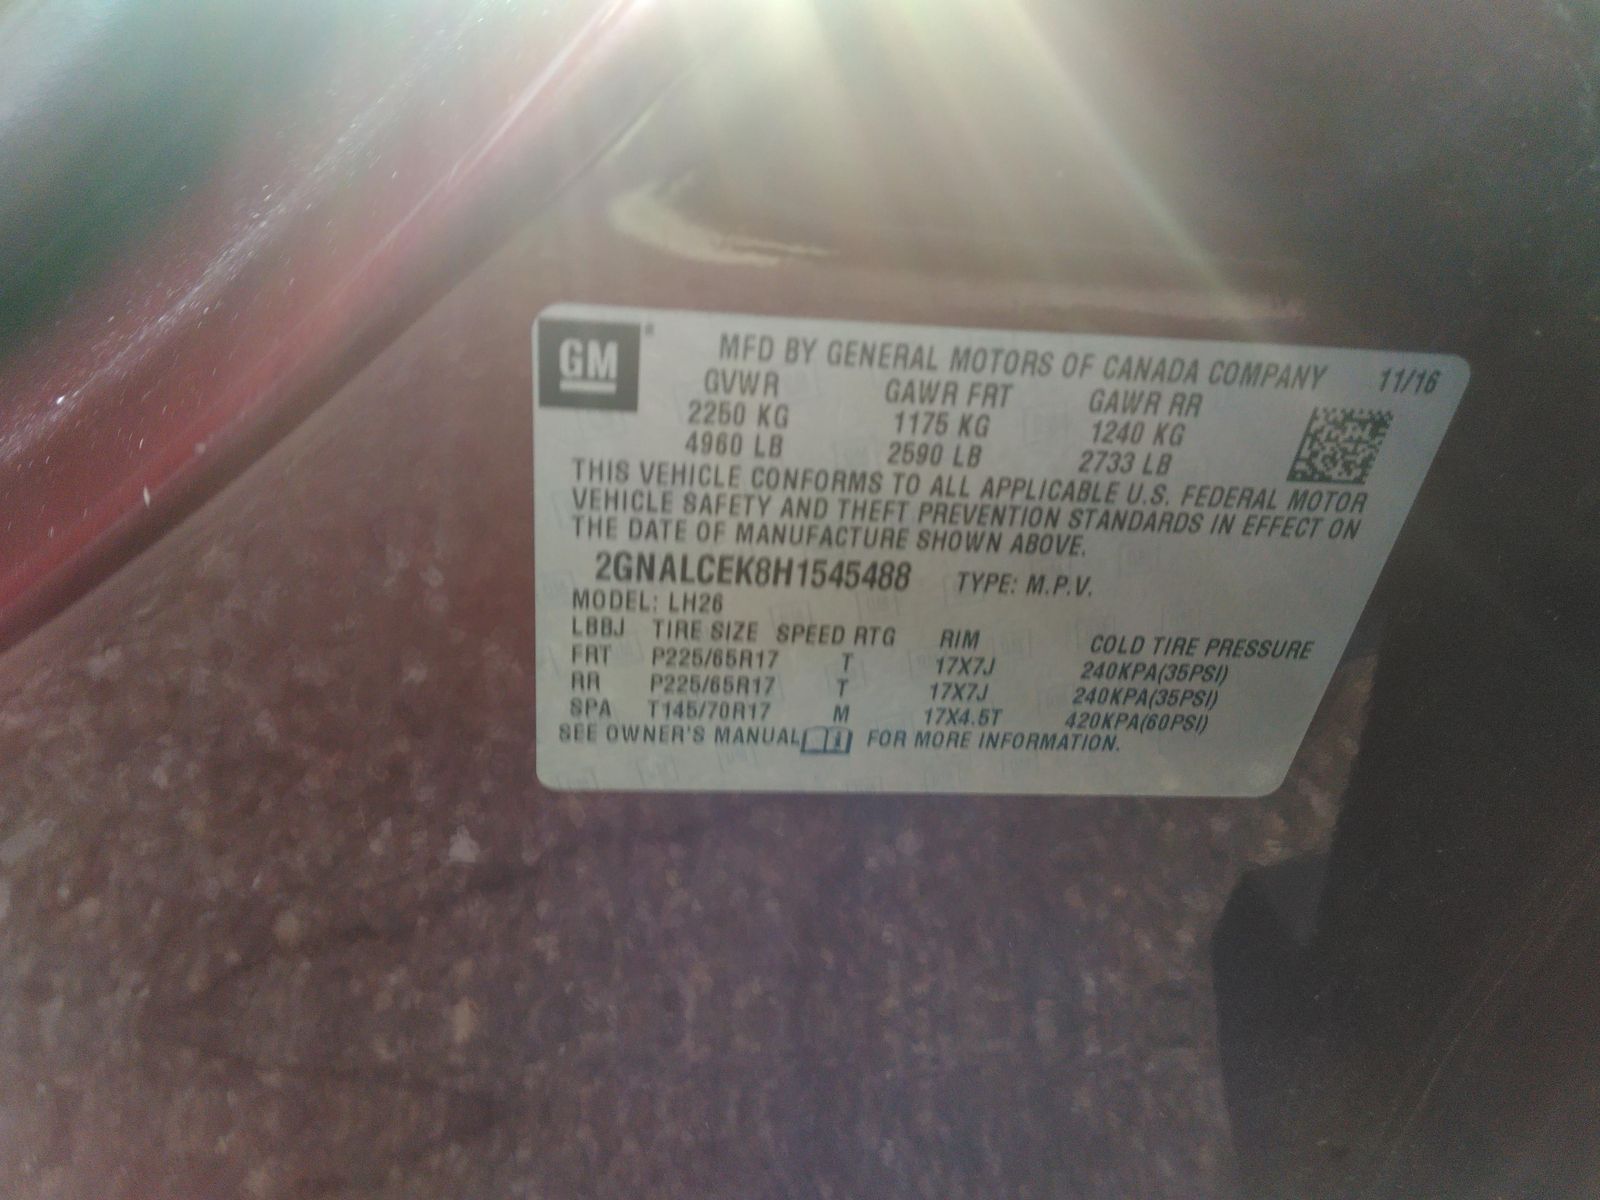 GM
MFD BY GENERAL MOTORS OF CANADA COMPANY 11/16
GVWR GAWR FRT GAWR RR
2250 KG 1175 KG 1240 KG
4960 LB 2590 LB 2733 LB
THIS VEHICLE CONFORMS TO ALL APPLICABLE U.S. FEDERAL MOTOR
VEHICLE SAFETY AND THEFT PREVENTION STANDARDS IN EFFECT ON
THE DATE OF MANUFACTURE SHOWN ABOVE.
2GNALCEK8H1545488 TYPE: M.P.V.
MODEL: LH26
LBBJ TIRE SIZE SPEED RTG RIM COLD TIRE PRESSURE
FRT P225/65R17 T 17X7J 240KPA(35PSI)
RR P225/65R17 T 17X7J 240KPA(35PSI)
SPA T145/70R17 M 17X4.5T 420KPA(60PSI)
SEE OWNER'S MANUAL FOR MORE INFORMATION.